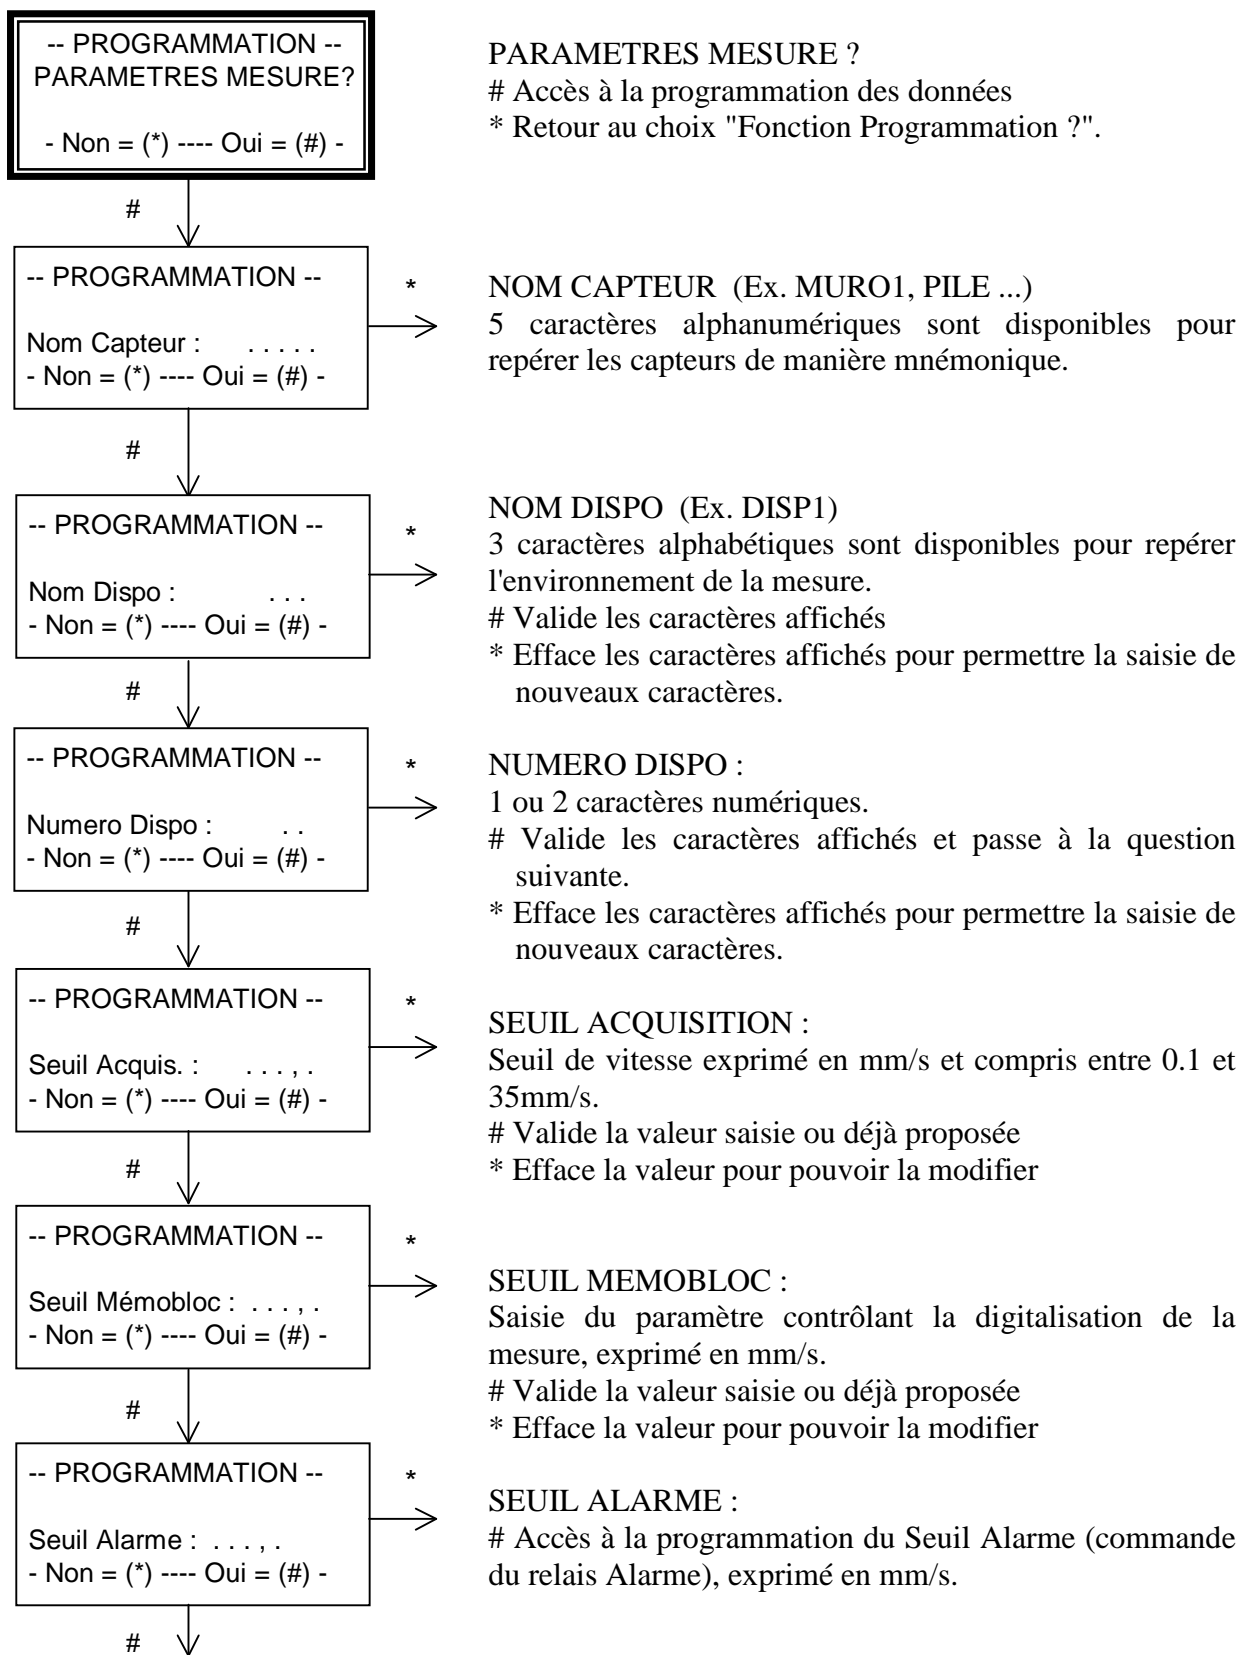 -- PROGRAMMATION --
PARAMETRES MESURE?
- Non = (*) ---- Oui = (#) -
PARAMETRES MESURE ?
# Accès à la programmation des données
* Retour au choix "Fonction Programmation ?".
#
-- PROGRAMMATION --
Nom Capteur : . . . . .
- Non = (*) ---- Oui = (#) -
*
NOM CAPTEUR (Ex. MURO1, PILE ...)
5 caractères alphanumériques sont disponibles pour
repérer les capteurs de manière mnémonique.
#
-- PROGRAMMATION --
Nom Dispo : . . .
- Non = (*) ---- Oui = (#) -
*
NOM DISPO (Ex. DISP1)
3 caractères alphabétiques sont disponibles pour repérer
l'environnement de la mesure.
# Valide les caractères affichés
* Efface les caractères affichés pour permettre la saisie de
nouveaux caractères.
#
-- PROGRAMMATION --
Numero Dispo : . .
- Non = (*) ---- Oui = (#) -
*
NUMERO DISPO :
1 ou 2 caractères numériques.
# Valide les caractères affichés et passe à la question
suivante.
* Efface les caractères affichés pour permettre la saisie de
nouveaux caractères.
#
-- PROGRAMMATION --
Seuil Acquis. : . . . , .
- Non = (*) ---- Oui = (#) -
*
SEUIL ACQUISITION :
Seuil de vitesse exprimé en mm/s et compris entre 0.1 et
35mm/s.
# Valide la valeur saisie ou déjà proposée
* Efface la valeur pour pouvoir la modifier
#
-- PROGRAMMATION --
Seuil Mémobloc : . . . , .
- Non = (*) ---- Oui = (#) -
*
SEUIL MEMOBLOC :
Saisie du paramètre contrôlant la digitalisation de la
mesure, exprimé en mm/s.
# Valide la valeur saisie ou déjà proposée
* Efface la valeur pour pouvoir la modifier
#
-- PROGRAMMATION --
Seuil Alarme : . . . , .
- Non = (*) ---- Oui = (#) -
*
SEUIL ALARME :
# Accès à la programmation du Seuil Alarme (commande
du relais Alarme), exprimé en mm/s.
#